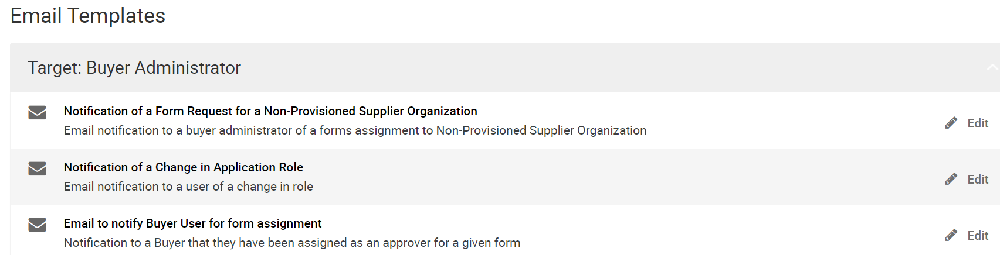 Email Templates
Target: Buyer Administrator
Notification of a Form Request for a Non-Provisioned Supplier Organization
Email notification to a buyer administrator of a forms assignment to Non-Provisioned Supplier Organization
Edit
Notification of a Change in Application Role
Email notification to a user of a change in role
Edit
Email to notify Buyer User for form assignment
Notification to a Buyer that they have been assigned as an approver for a given form
Edit